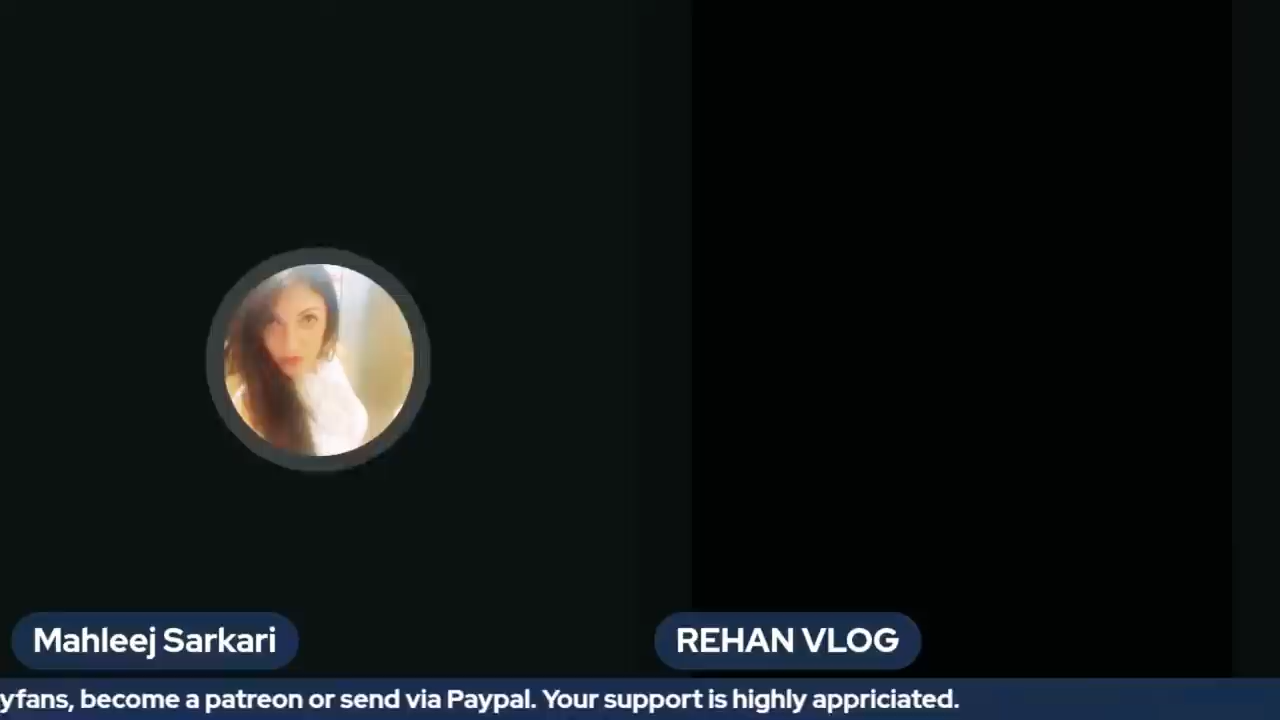 Mahleej Sarkari
REHAN VLOG
yfans, become a patreon or send via Paypal. Your support is highly appriciated.